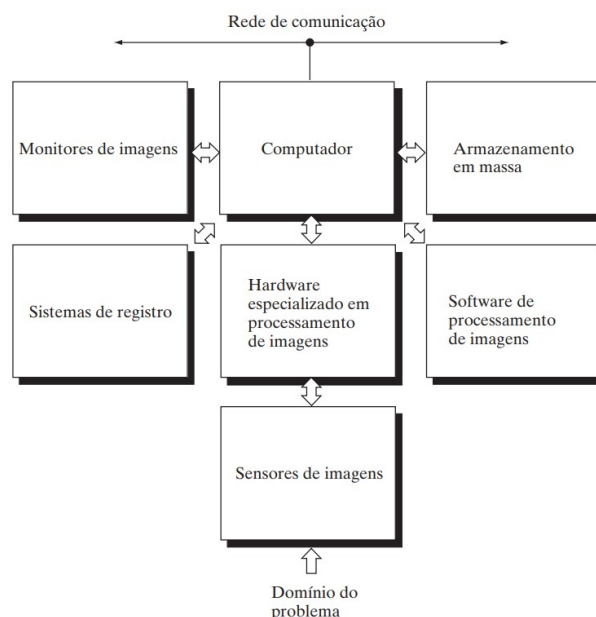 Rede de comunicação
Monitores de imagens
Computador
Armazenamento
em massa
Sistemas de registro
Hardware
especializado em
processamento
de imagens
Software de
processamento
de imagens
Sensores de imagens
Domínio do
problema